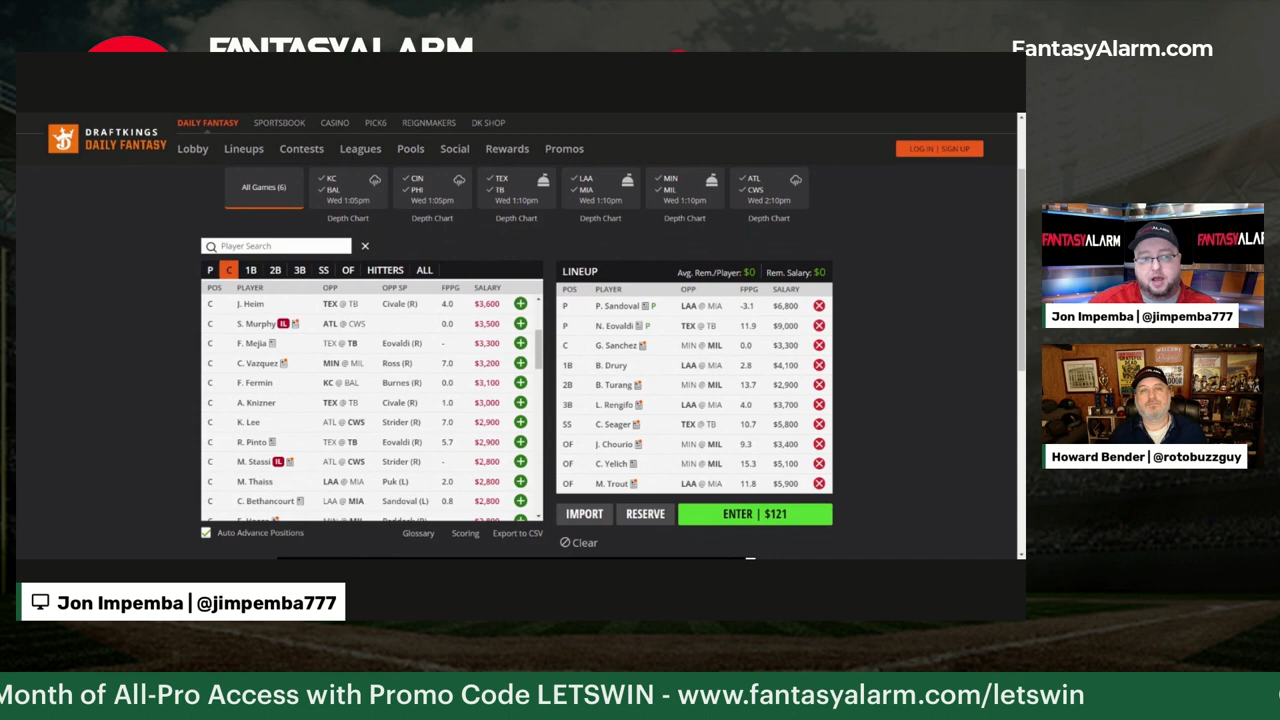 FANTASYALARM
FantasyAlarm.com
DRAFTKINGS
DAILY FANTASY
DAILY FANTASY SPORTSBOOK CASINO PICK6 REIGNMAKERS DK SHOP
Lobby Lineups Contests Leagues Pools Social Rewards Promos
LOG IN | SIGN UP
All Games (6)
KC
BAL
Wed 1:05pm
Depth Chart
CIN
PHI
Wed 1:05pm
Depth Chart
TEX
TB
Wed 1:10pm
Depth Chart
LAA
MIA
Wed 1:10pm
Depth Chart
MIN
MIL
Wed 1:10pm
Depth Chart
ATL
CWS
Wed 2:10pm
Depth Chart
Player Search
P C 1B 2B 3B SS OF HITTERS ALL
POS PLAYER OPP OPP SP FPPG SALARY
C J. Heim TEX @ TB Civale (R) 4.0 $3,600
C S. Murphy IL ATL @ CWS 0.0 $3,500
C F. Mejia TEX @ TB Eovaldi (R) - $3,300
C C. Vazquez MIN @ MIL Ross (R) 7.0 $3,200
C F. Fermin KC @ BAL Burnes (R) 0.0 $3,100
C A. Knizner TEX @ TB Civale (R) 1.0 $3,000
C K. Lee ATL @ CWS Strider (R) 7.0 $2,900
C R. Pinto TEX @ TB Eovaldi (R) 5.7 $2,900
C M. Stassi IL ATL @ CWS Strider (R) - $2,800
C M. Thaiss LAA @ MIA Puk (L) 2.0 $2,800
C C. Bethancourt LAA @ MIA Sandoval (L) 0.8 $2,800
Auto Advance Positions
Glossary Scoring Export to CSV
LINEUP Avg. Rem./Player: $0 Rem. Salary: $0
POS PLAYER OPP FPPG SALARY
P P. Sandoval P LAA @ MIA -3.1 $6,800
P N. Eovaldi P TEX @ TB 11.9 $9,000
C G. Sanchez MIN @ MIL 0.0 $3,300
1B B. Drury LAA @ MIA 2.8 $4,100
2B B. Turang MIN @ MIL 13.7 $2,900
3B L. Rengifo LAA @ MIA 4.0 $3,700
SS C. Seager TEX @ TB 10.7 $5,800
OF J. Chourio MIN @ MIL 9.3 $3,400
OF C. Yelich MIN @ MIL 15.3 $5,100
OF M. Trout LAA @ MIA 11.8 $5,900
IMPORT RESERVE ENTER | $121
Clear
Jon Impemba | @jimpemba777
Howard Bender | @rotobuzzguy
Jon Impemba | @jimpemba777
Month of All-Pro Access with Promo Code LETSWIN - www.fantasyalarm.com/letswin